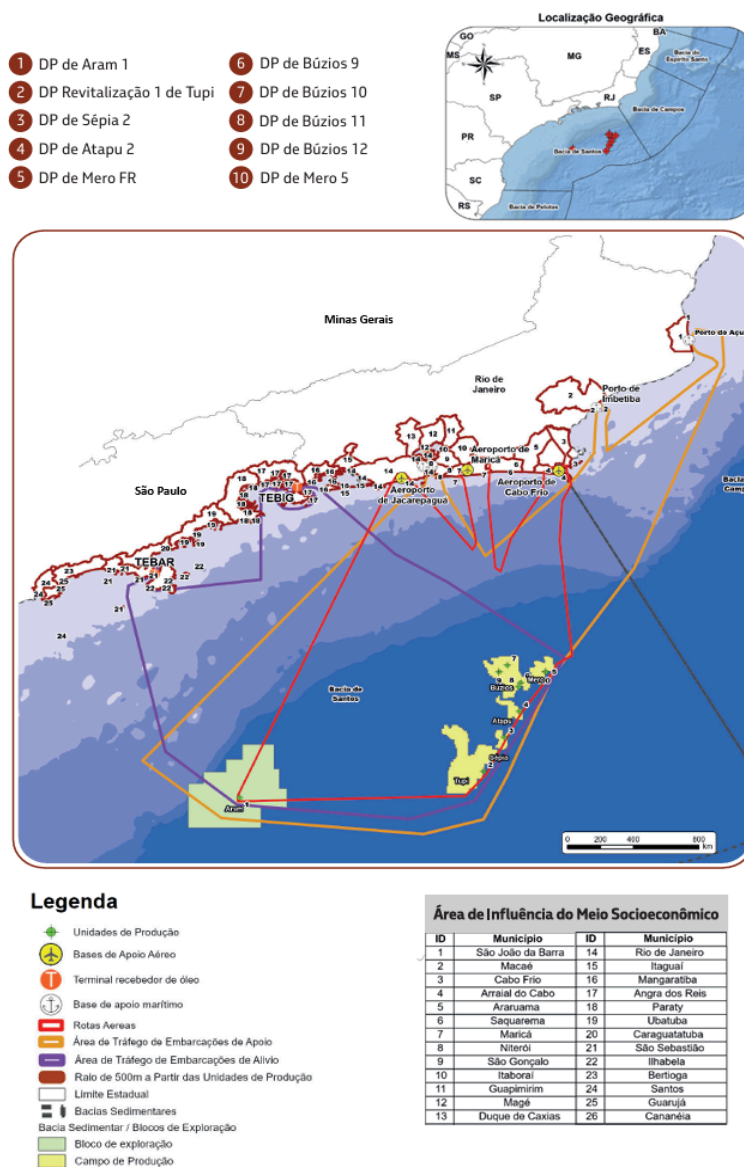 1 DP de Aram 1
2 DP Revitalização 1 de Tupi
3 DP de Sépia 2
4 DP de Atapu 2
5 DP de Mero FR
6 DP de Búzios 9
7 DP de Búzios 10
8 DP de Búzios 11
9 DP de Búzios 12
10 DP de Mero 5
Localização Geográfica
GO
BA
MS
MG
ES
Bacia do Espírito Santo
SP
RJ
Bacia de Campos
PR
Bacia de Santos
SC
RS
Bacia de Pelotas
Minas Gerais
Porto do Açu
Rio de Janeiro
Porto de Imbetiba
Aeroporto de Maricá
São Paulo
TEBIG
Aeroporto de Jacarepagua
Aeroporto de Cabo Frio
TEBAR
Bacia de Santos
Búzios
Mero
Atapu
Sépia
Tupi
Aram
0 200 400 800
km
Legenda
Unidades de Produção
Bases de Apoio Aéreo
Terminal recebedor de óleo
Base de apoio marítimo
Rotas Aereas
Área de Tráfego de Embarcações de Apoio
Área de Tráfego de Embarcações de Alivio
Raio de 500m a Partir das Unidades de Produção
Limite Estadual
Bacias Sedimentares
Bacia Sedimentar / Blocos de Exploração
Bloco de exploração
Campo de Produção
Área de Influência do Meio Socioeconômico
ID Município ID Município
1 São João da Barra 14 Rio de Janeiro
2 Macaé 15 Itaguaí
3 Cabo Frio 16 Mangaratiba
4 Arraial do Cabo 17 Angra dos Reis
5 Araruama 18 Paraty
6 Saquarema 19 Ubatuba
7 Maricá 20 Caraguatatuba
8 Niterói 21 São Sebastião
9 São Gonçalo 22 Ilhabela
10 Itaboraí 23 Bertioga
11 Guapimirim 24 Santos
12 Magé 25 Guarujá
13 Duque de Caxias 26 Cananéia